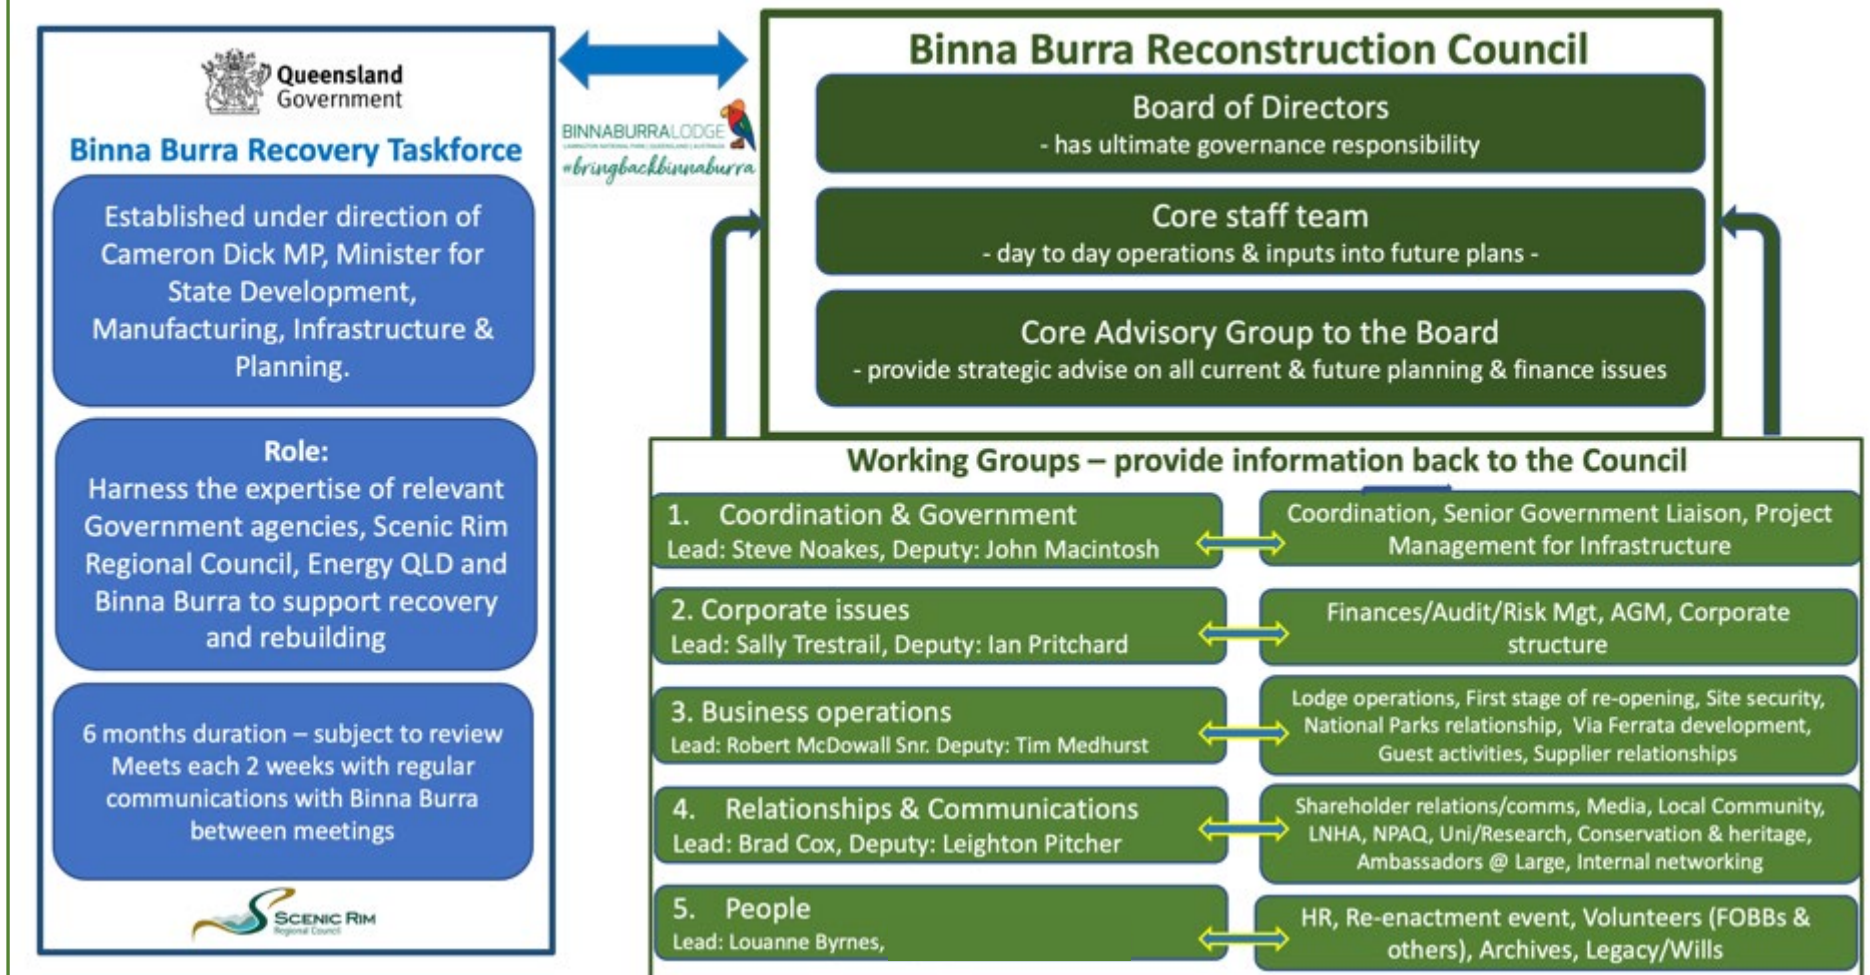 Queensland
Government
Binna Burra Recovery Taskforce
Established under direction of
Cameron Dick MP, Minister for
State Development,
Manufacturing, Infrastructure &
Planning.
Role:
Harness the expertise of relevant
Government agencies, Scenic Rim
Regional Council, Energy QLD and
Binna Burra to support recovery
and rebuilding
6 months duration – subject to review
Meets each 2 weeks with regular
communications with Binna Burra
between meetings
SCENIC RIM
Regional Council
BINNABURRALODGE
LAMINGTON NATIONAL PARK | QUEENSLAND | AUSTRALIA
#bringbackbinnaburra
Binna Burra Reconstruction Council
Board of Directors
- has ultimate governance responsibility
Core staff team
- day to day operations & inputs into future plans -
Core Advisory Group to the Board
- provide strategic advise on all current & future planning & finance issues
Working Groups – provide information back to the Council
1. Coordination & Government
Lead: Steve Noakes, Deputy: John Macintosh
Coordination, Senior Government Liaison, Project
Management for Infrastructure
2. Corporate issues
Lead: Sally Trestrail, Deputy: Ian Pritchard
Finances/Audit/Risk Mgt, AGM, Corporate
structure
3. Business operations
Lead: Robert McDowall Snr. Deputy: Tim Medhurst
Lodge operations, First stage of re-opening, Site security,
National Parks relationship, Via Ferrata development,
Guest activities, Supplier relationships
4. Relationships & Communications
Lead: Brad Cox, Deputy: Leighton Pitcher
Shareholder relations/comms, Media, Local Community,
LNHA, NPAQ, Uni/Research, Conservation & heritage,
Ambassadors @ Large, Internal networking
5. People
Lead: Louanne Byrnes,
HR, Re-enactment event, Volunteers (FOBBs &
others), Archives, Legacy/Wills